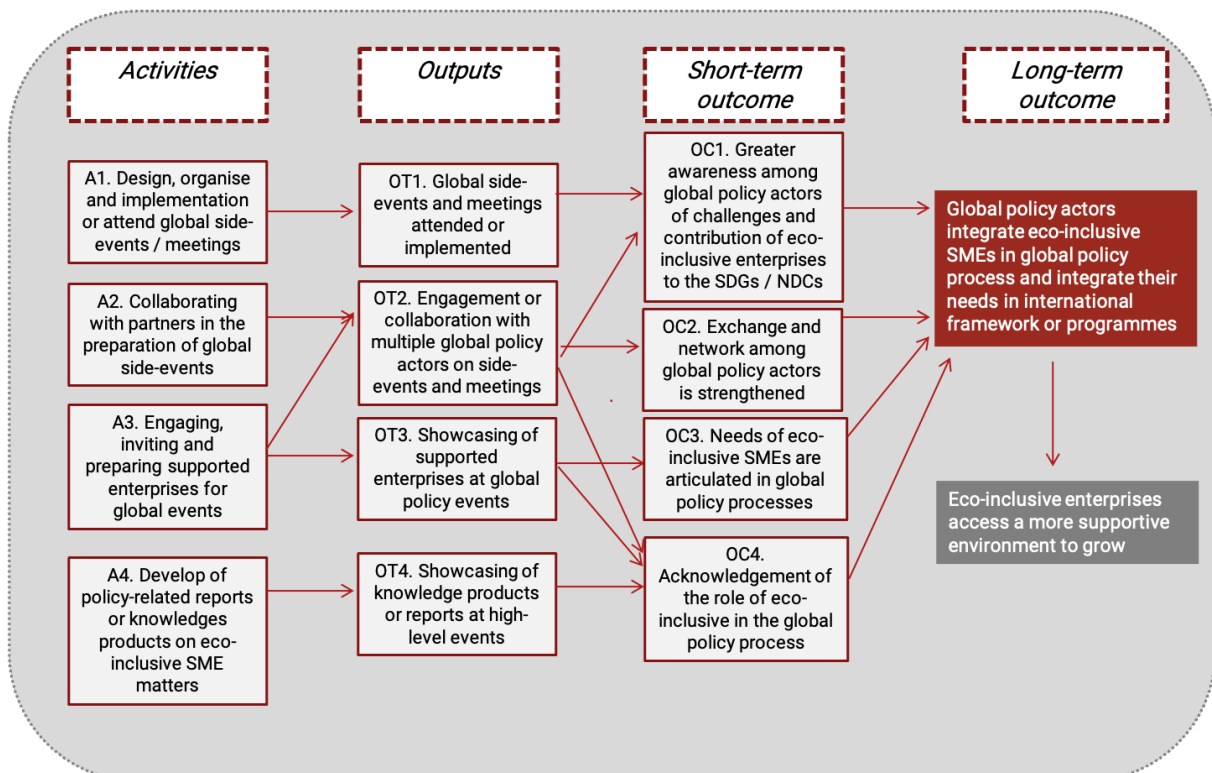 Activities
Outputs
Short-term
outcome
Long-term
outcome
A1. Design, organise
and implementation
or attend global side-
events / meetings
A2. Collaborating
with partners in the
preparation of global
side-events
A3. Engaging,
inviting and
preparing supported
enterprises for
global events
A4. Develop of
policy-related reports
or knowledges
products on eco-
inclusive SME
matters
OT1. Global side-
events and meetings
attended or
implemented
OT2. Engagement or
collaboration with
multiple global policy
actors on side-
events and meetings
OT3. Showcasing of
supported
enterprises at global
policy events
OT4. Showcasing of
knowledge products
or reports at high-
level events
OC1. Greater
awareness among
global policy actors
of challenges and
contribution of eco-
inclusive enterprises
to the SDGs / NDCs
OC2. Exchange and
network among
global policy actors
is strengthened
OC3. Needs of eco-
inclusive SMEs are
articulated in global
policy processes
OC4.
Acknowledgement of
the role of eco-
inclusive in the global
policy process
Global policy actors
integrate eco-inclusive
SMEs in global policy
process and integrate their
needs in international
framework or programmes
Eco-inclusive enterprises
access a more supportive
environment to grow